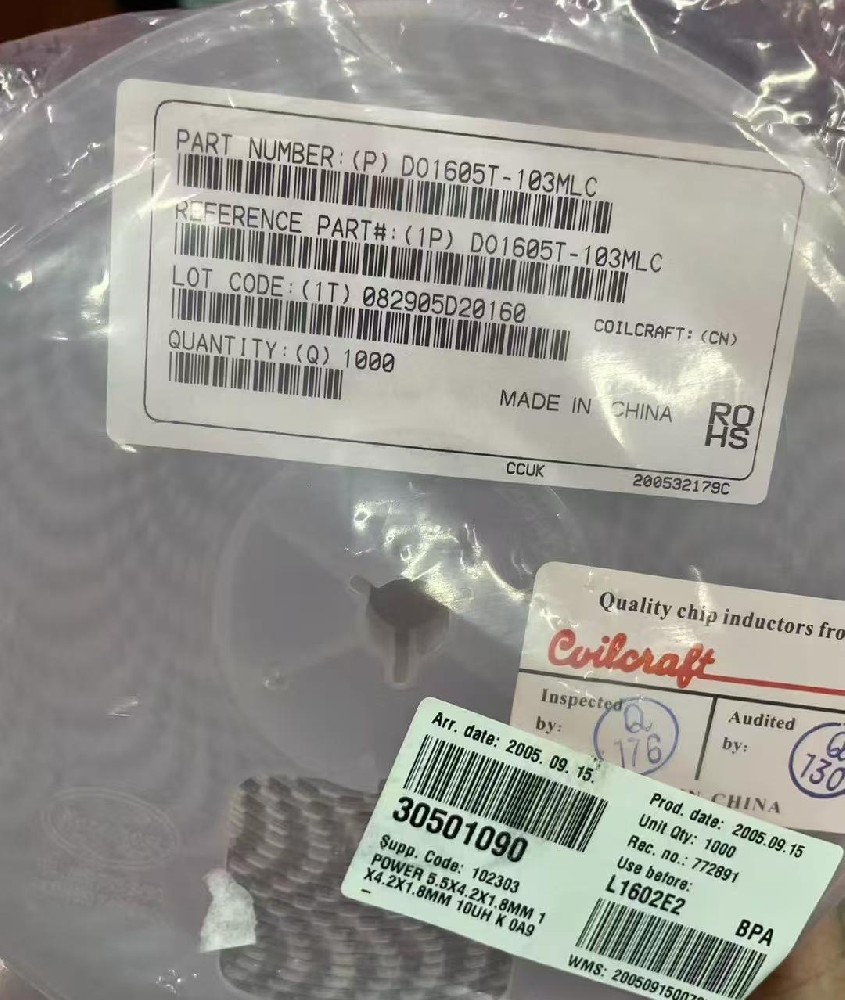 PART NUMBER:(P) DO1605T-103MLC
REFERENCE PART#:(1P) DO1605T-103MLC
LOT CODE:(1T) 082905D20160
COILCRAFT:(CN)
QUANTITY:(Q) 1000
MADE IN CHINA
RO
HS
CCUK
200532179C
Quality chip inductors fro
Coilcraft
Inspected
by:
Q
176
Audited
by:
130
CHINA
Arr. date: 2005. 09. 15.
30501090
Supp. Code: 102303
POWER 5.5X4.2X1.8MM 1
X4.2X1.8MM 10UH K 0A9
Prod. date: 2005.09.15
Unit Qty: 1000
Rec. no.: 772891
Use before:
L1602E2
BPA
WMS: